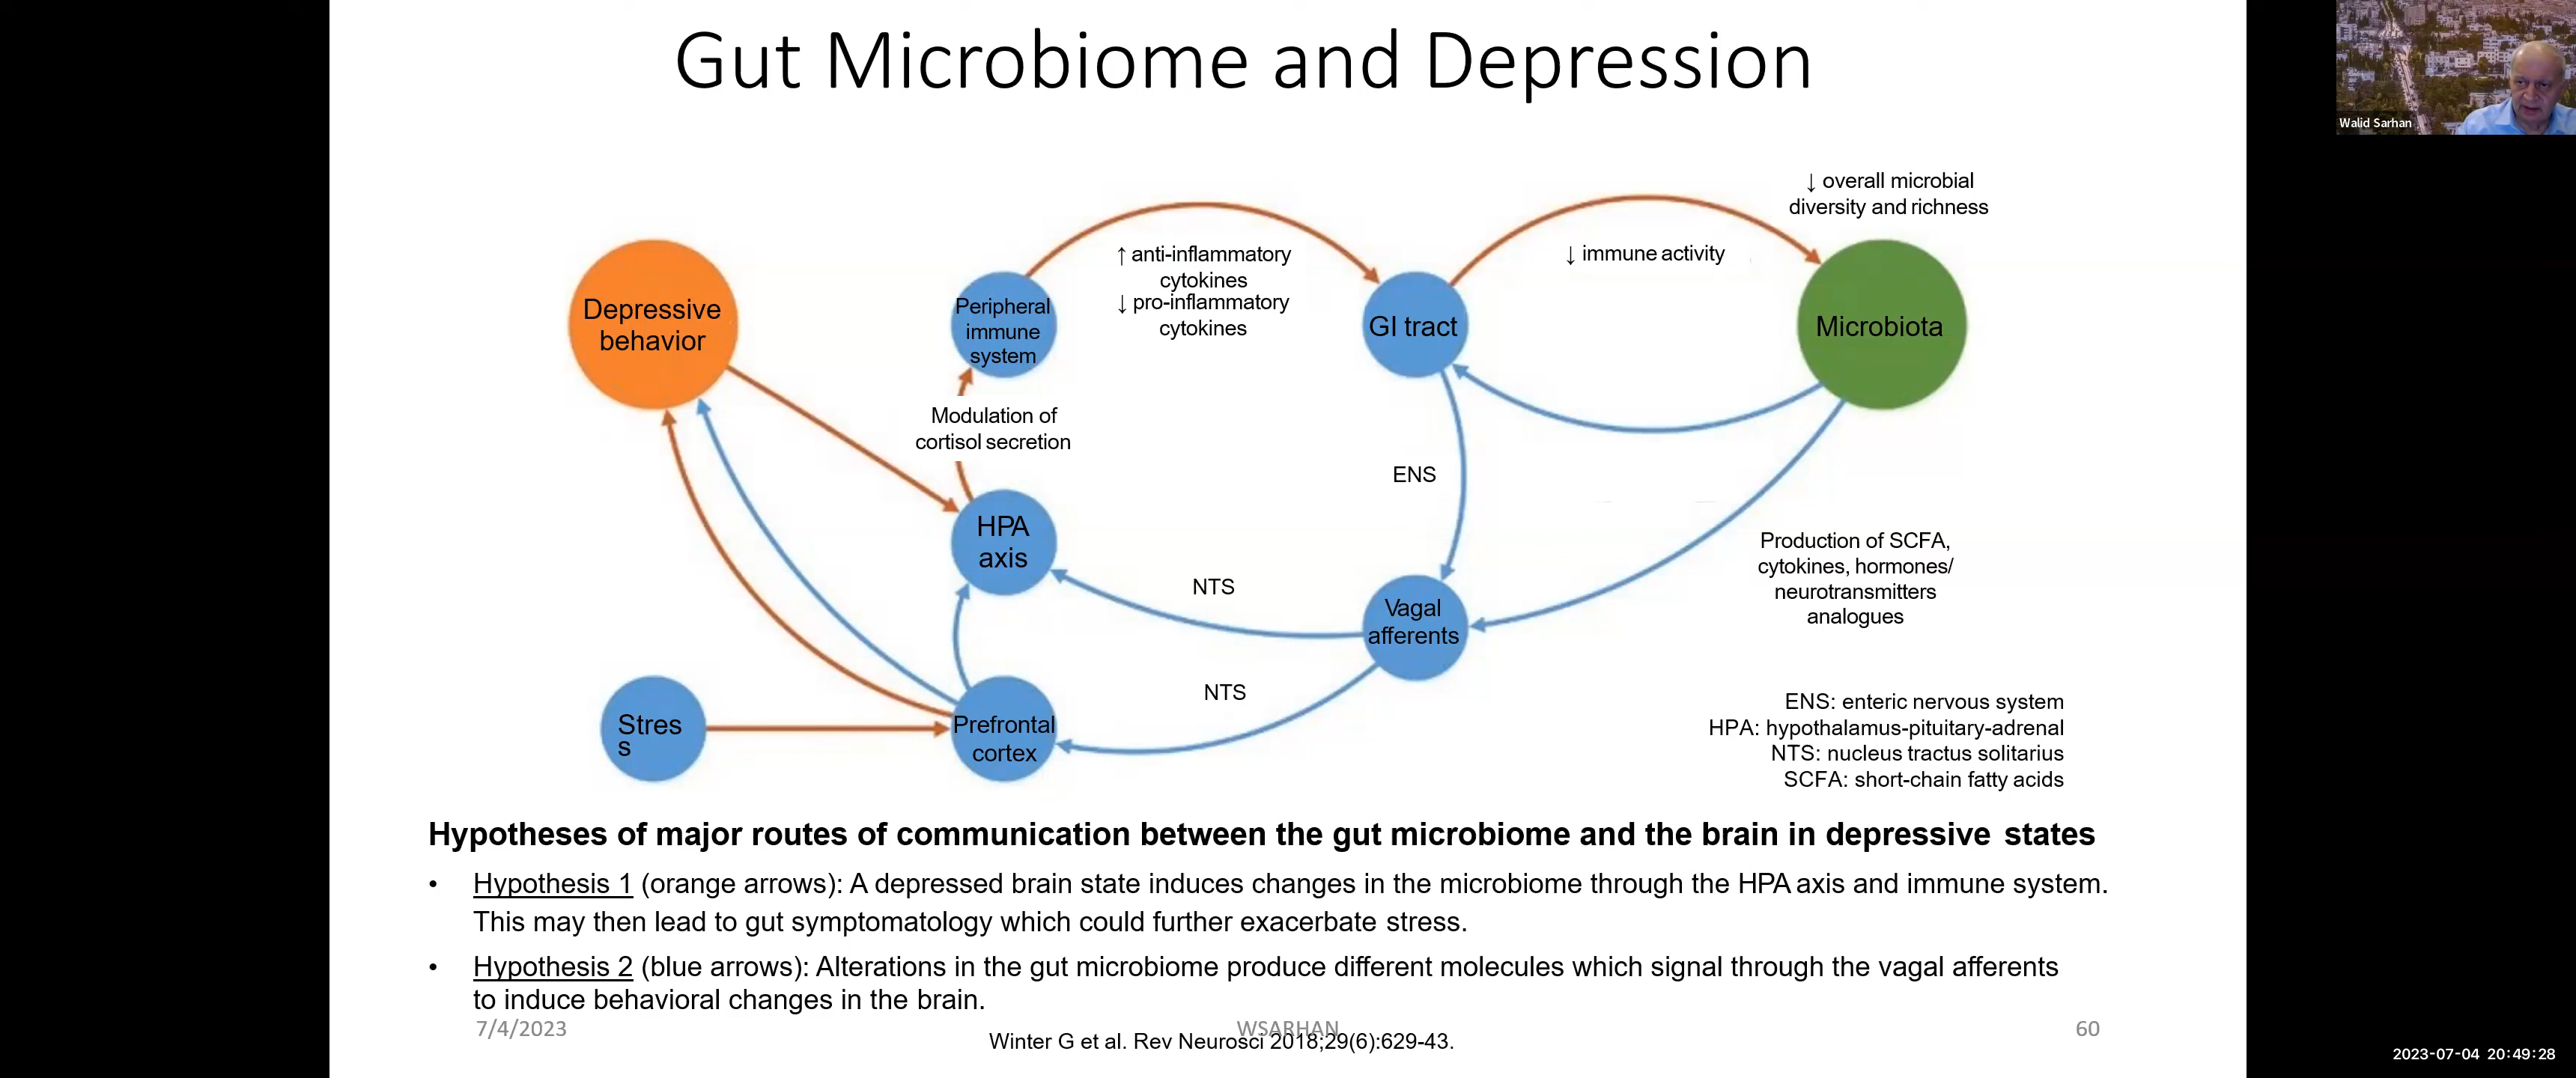 Gut Microbiome and Depression
Walid Sarhan
↓ overall microbial
diversity and richness
↑ anti-inflammatory
cytokines
↓ pro-inflammatory
cytokines
↓ immune activity
Depressive
behavior
Peripheral
immune
system
GI tract
Microbiota
Modulation of
cortisol secretion
ENS
HPA
axis
NTS
Production of SCFA,
cytokines, hormones/
neurotransmitters
analogues
Vagal
afferents
NTS
Stres
s
Prefrontal
cortex
ENS: enteric nervous system
HPA: hypothalamus-pituitary-adrenal
NTS: nucleus tractus solitarius
SCFA: short-chain fatty acids
Hypotheses of major routes of communication between the gut microbiome and the brain in depressive states
• Hypothesis 1 (orange arrows): A depressed brain state induces changes in the microbiome through the HPA axis and immune system.
This may then lead to gut symptomatology which could further exacerbate stress.
• Hypothesis 2 (blue arrows): Alterations in the gut microbiome produce different molecules which signal through the vagal afferents
to induce behavioral changes in the brain.
7/4/2023
WSARHAN
60
Winter G et al. Rev Neurosci 2018;29(6):629-43.
2023-07-04 20:49:28